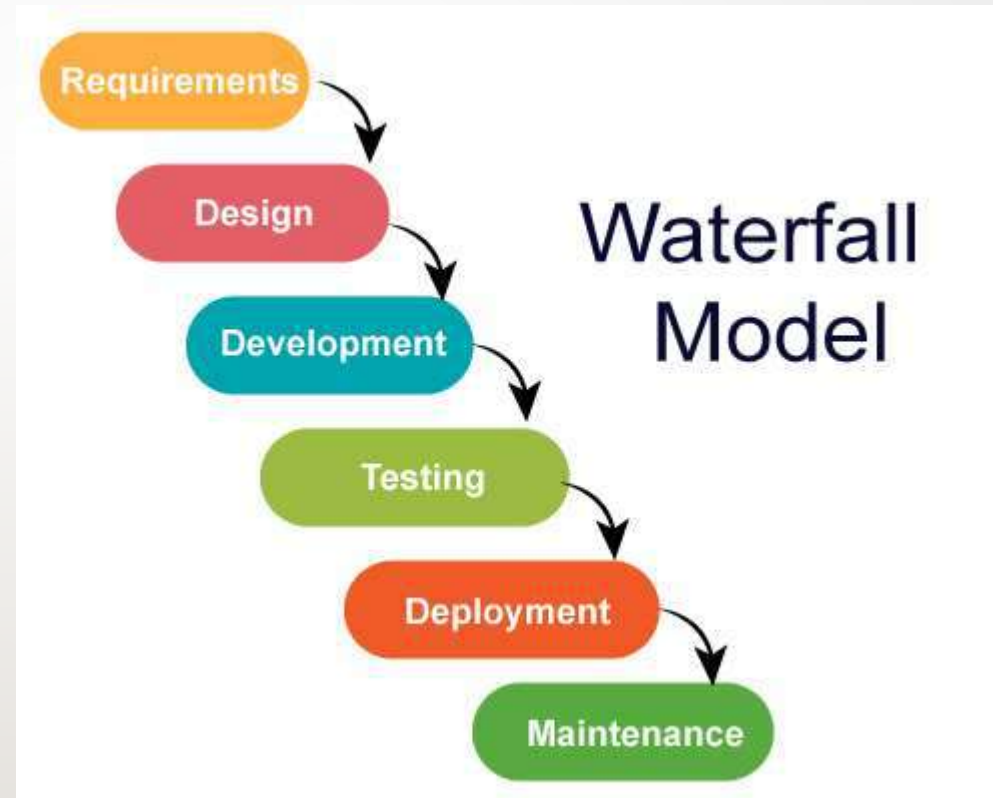 Requirements
Design
Waterfall
Model
Development
Testing
Deployment
Maintenance